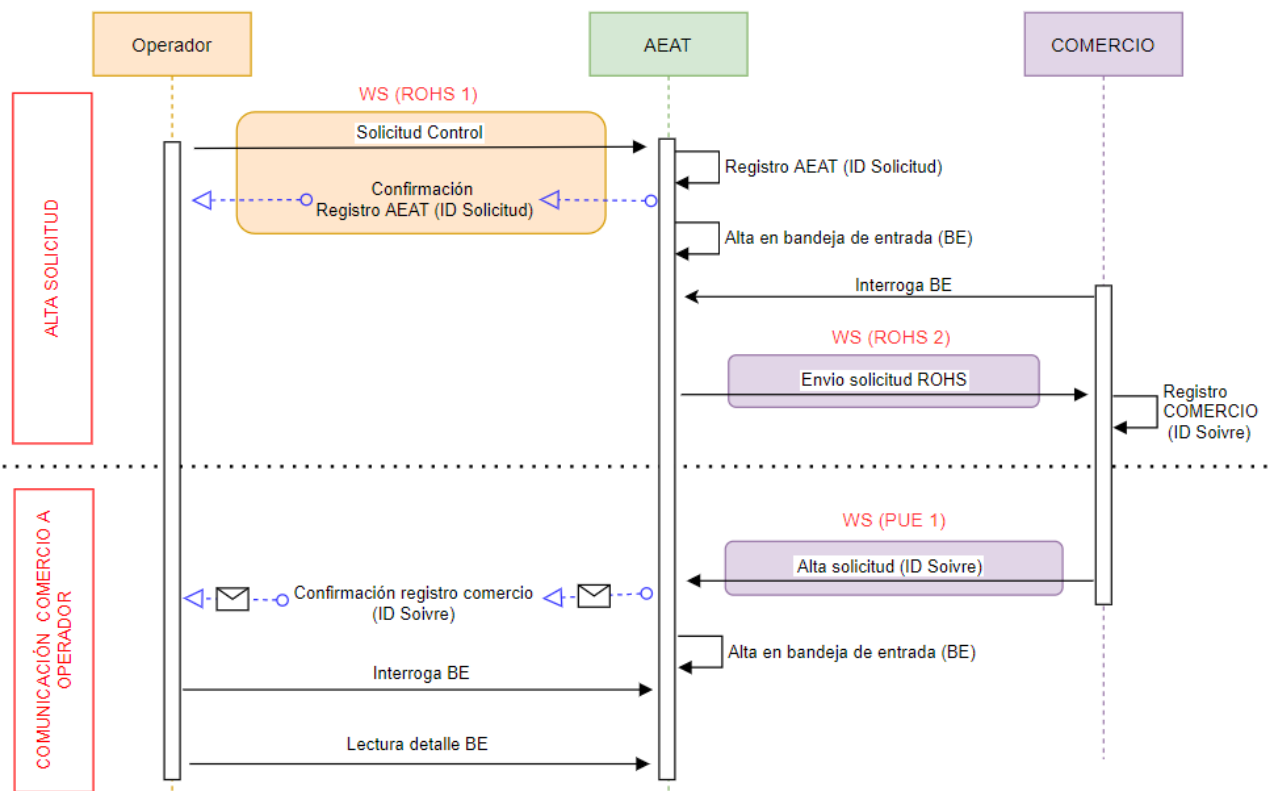 Operador
AEAT
COMERCIO
ALTA SOLICITUD
WS (ROHS 1)
Solicitud Control
Registro AEAT (ID Solicitud)
Confirmación
Registro AEAT (ID Solicitud)
Alta en bandeja de entrada (BE)
Interroga BE
WS (ROHS 2)
Envio solicitud ROHS
Registro
COMERCIO
(ID Soivre)
COMUNICACIÓN COMERCIO A
OPERADOR
WS (PUE 1)
Alta solicitud (ID Soivre)
Confirmación registro comercio
(ID Soivre)
Alta en bandeja de entrada (BE)
Interroga BE
Lectura detalle BE